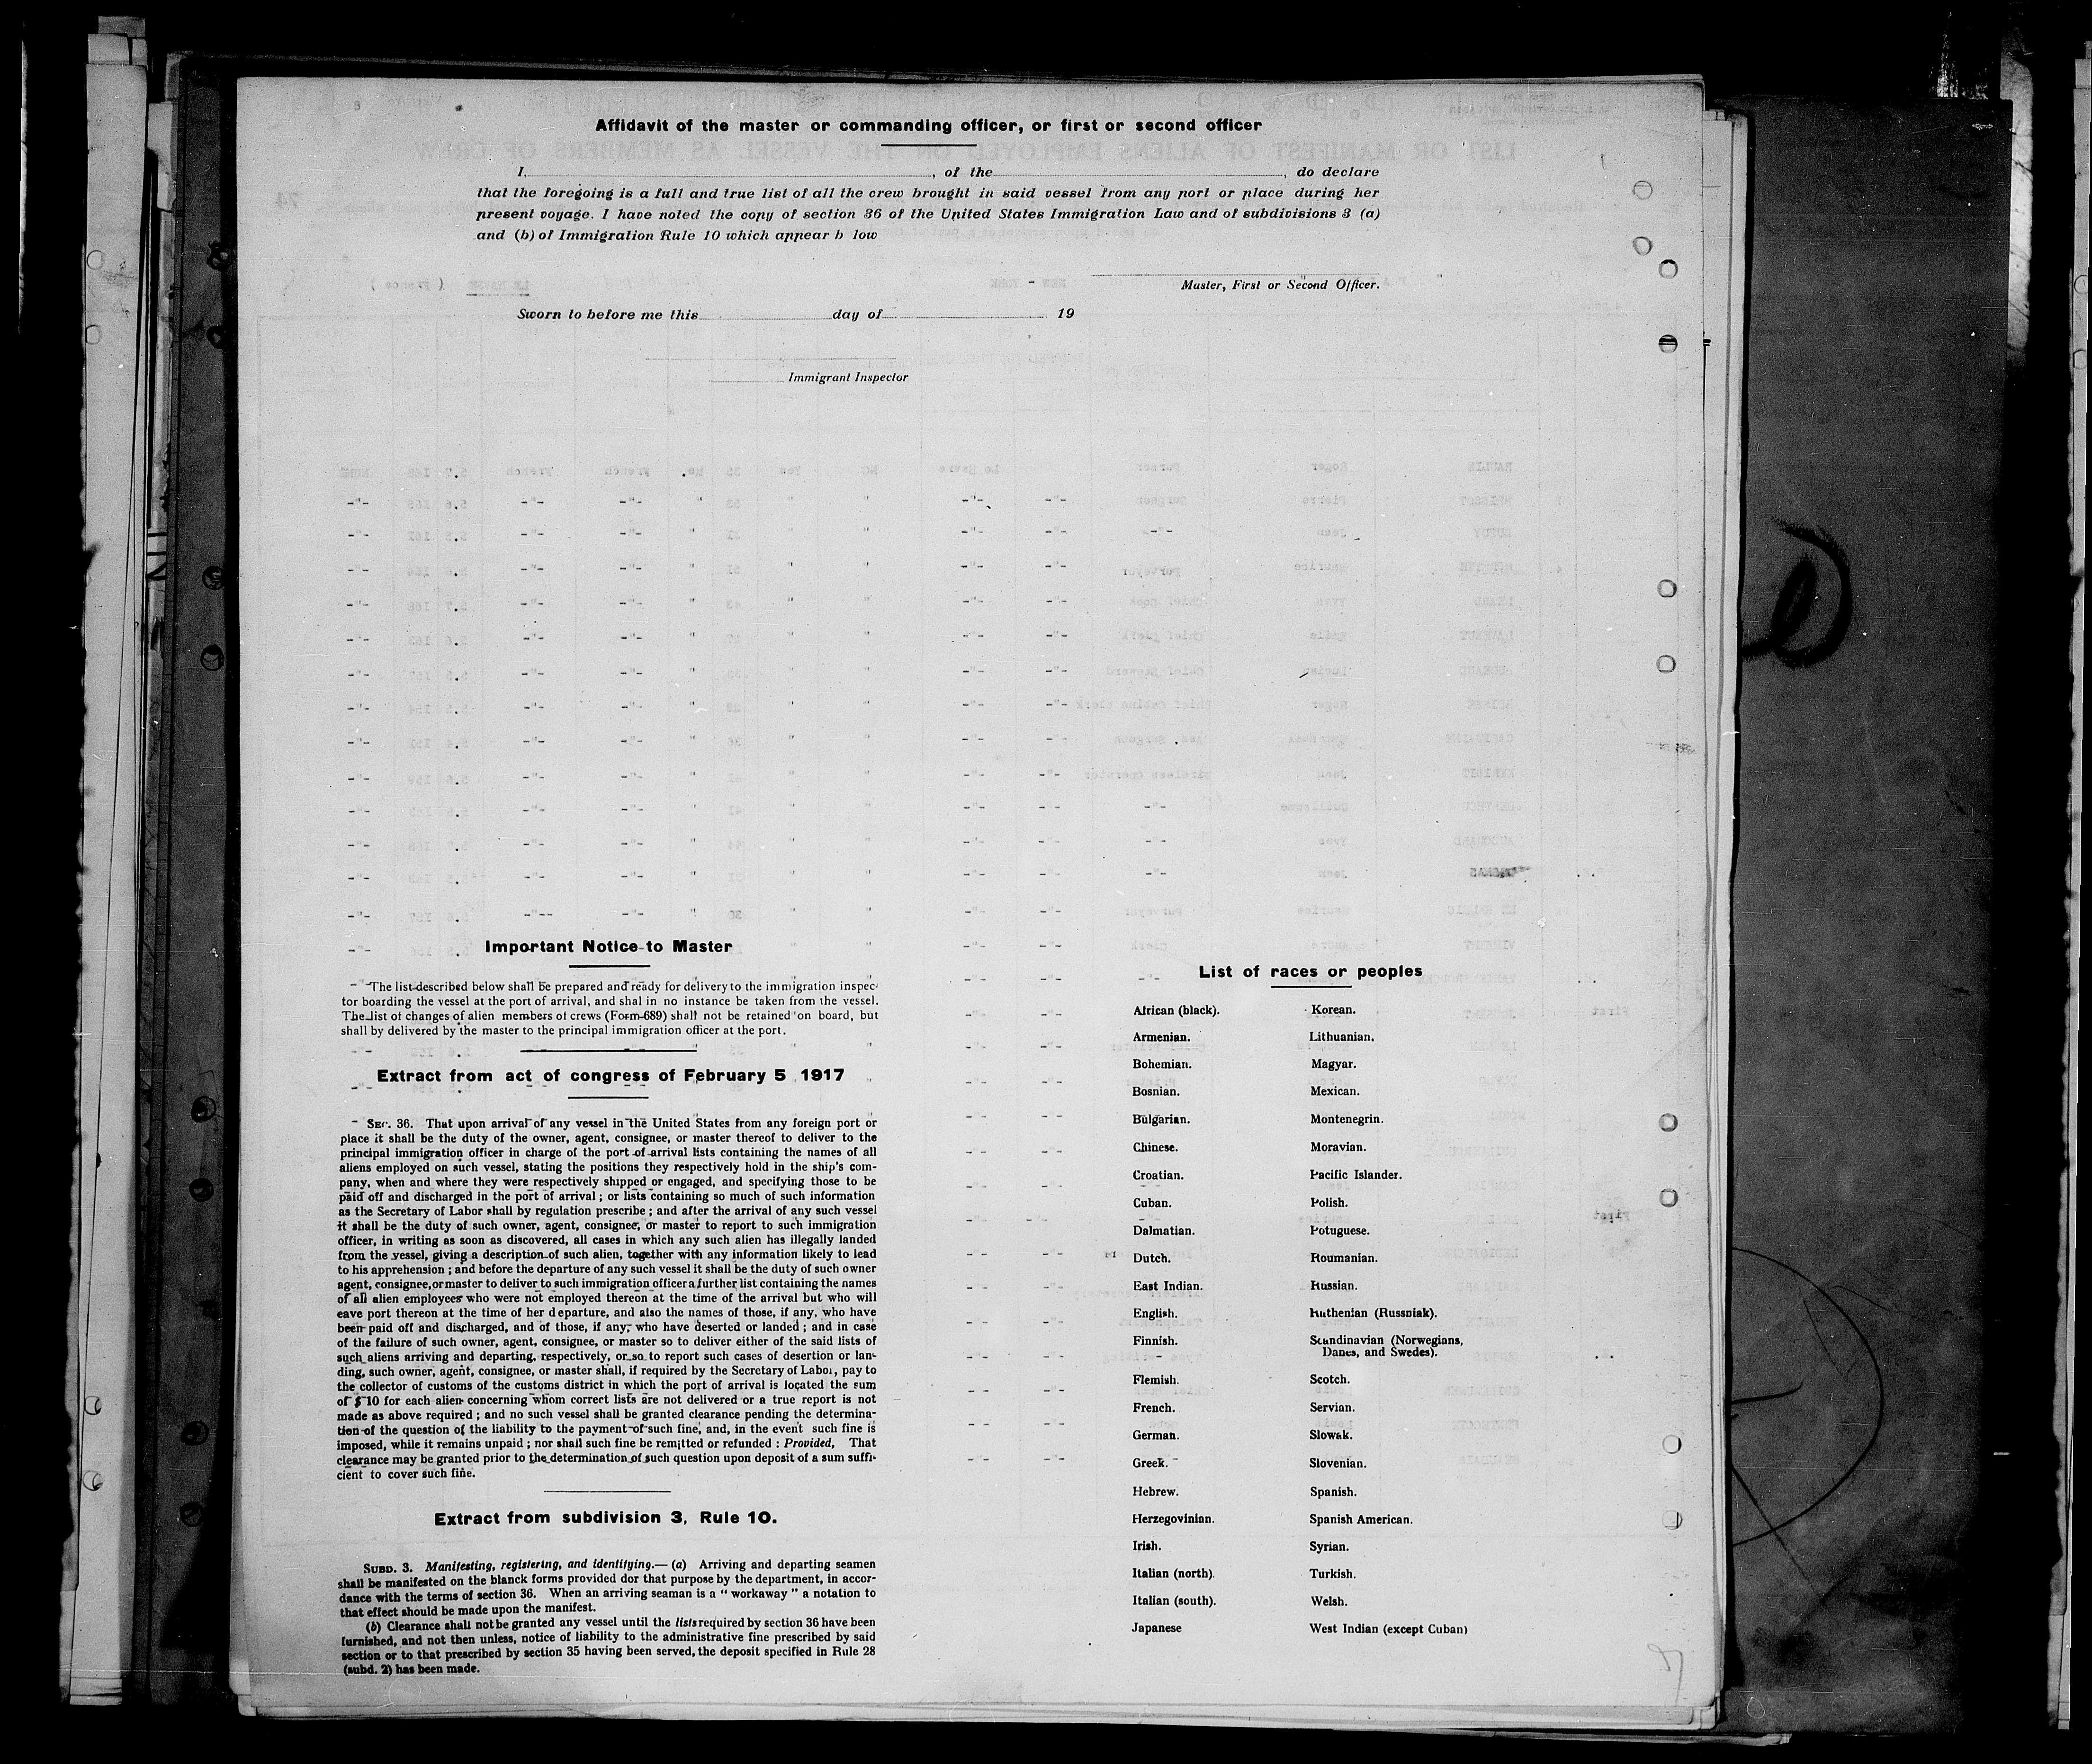 Affidavit of the master or commanding officer, or first or second officer
I, , of the , do declare
that the foregoing is a full and true list of all the crew brought in said vessel from any port or place during her
present voyage. I have noted the copy of section 36 of the United States Immigration Law and of subdivisions 3 (a)
and (b) of Immigration Rule 10 which appear b low
Master, First or Second Officer.
Sworn to before me this day of 19
Immigrant Inspector
Important Notice to Master
The list described below shall be prepared and ready for delivery to the immigration inspec-
tor boarding the vessel at the port of arrival, and shal in no instance be taken from the vessel.
The list of changes of alien members of crews (Form 689) shall not be retained on board, but
shall by delivered by the master to the principal immigration officer at the port.
Extract from act of congress of February 5 1917
SEC. 36. That upon arrival of any vessel in the United States from any foreign port or
place it shall be the duty of the owner, agent, consignee, or master thereof to deliver to the
principal immigration officer in charge of the port of arrival lists containing the names of all
aliens employed on such vessel, stating the positions they respectively hold in the ship's com-
pany, when and where they were respectively shipped or engaged, and specifying those to be
paid off and discharged in the port of arrival ; or lists containing so much of such information
as the Secretary of Labor shall by regulation prescribe ; and after the arrival of any such vessel
it shall be the duty of such owner, agent, consignee, or master to report to such immigration
officer, in writing as soon as discovered, all cases in which any such alien has illegally landed
from the vessel, giving a description of such alien, together with any information likely to lead
to his apprehension ; and before the departure of any such vessel it shall be the duty of such owner
agent, consignee, or master to deliver to such immigration officer a further list containing the names
of all alien employees who were not employed thereon at the time of the arrival but who will
eave port thereon at the time of her departure, and also the names of those, if any, who have
been paid off and discharged, and of those, if any, who have deserted or landed ; and in case
of the failure of such owner, agent, consignee, or master so to deliver either of the said lists of
such aliens arriving and departing, respectively, or so to report such cases of desertion or lan-
ding, such owner, agent, consignee, or master shall, if required by the Secretary of Labor, pay to
the collector of customs of the customs district in which the port of arrival is located the sum
of $ 10 for each alien concerning whom correct lists are not delivered or a true report is not
made as above required ; and no such vessel shall be granted clearance pending the determina-
tion of the question of the liability to the payment of such fine, and, in the event such fine is
imposed, while it remains unpaid ; nor shall such fine be remitted or refunded : Provided, That
clearance may be granted prior to the determination of such question upon deposit of a sum suffi-
cient to cover such fine.
Extract from subdivision 3, Rule 10.
SUBD. 3. Manifesting, registering, and identifying.— (a) Arriving and departing seamen
shall be manifested on the blanck forms provided dor that purpose by the department, in accor-
dance with the terms of section 36. When an arriving seaman is a “ workaway ” a notation to
that effect should be made upon the manifest.
(b) Clearance shall not be granted any vessel until the lists required by section 36 have been
furnished, and not then unless, notice of liability to the administrative fine prescribed by said
section or to that prescribed by section 35 having been served, the deposit specified in Rule 28
(subd. 2) has been made.
List of races or peoples
African (black).
Armenian.
Bohemian.
Bosnian.
Bulgarian.
Chinese.
Croatian.
Cuban.
Dalmatian.
Dutch.
East Indian.
English.
Finnish.
Flemish.
French.
German.
Greek.
Hebrew.
Herzegovinian.
Irish.
Italian (north).
Italian (south).
Japanese
Korean.
Lithuanian.
Magyar.
Mexican.
Montenegrin.
Moravian.
Pacific Islander.
Polish.
Potuguese.
Roumanian.
Russian.
Ruthenian (Russniak).
Scandinavian (Norwegians,
Danes, and Swedes).
Scotch.
Servian.
Slowak.
Slovenian.
Spanish.
Spanish American.
Syrian.
Turkish.
Welsh.
West Indian (except Cuban)